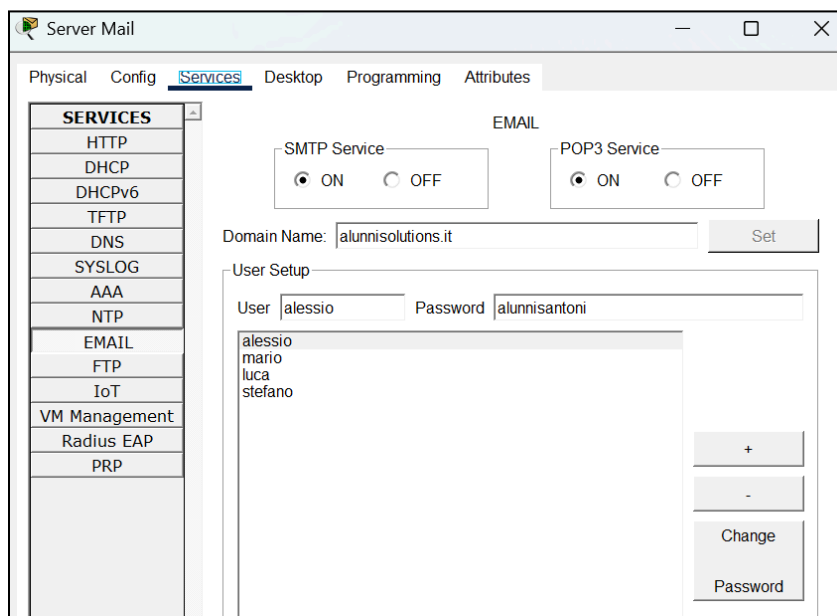 Server Mail
Physical Config Services Desktop Programming Attributes
SERVICES
HTTP
DHCP
DHCPv6
TFTP
DNS
SYSLOG
AAA
NTP
EMAIL
FTP
IoT
VM Management
Radius EAP
PRP
EMAIL
SMTP Service
ON OFF
POP3 Service
ON OFF
Domain Name: alunnisolutions.it Set
User Setup
User alessio Password alunnisantoni
alessio
mario
luca
stefano
+
-
Change
Password